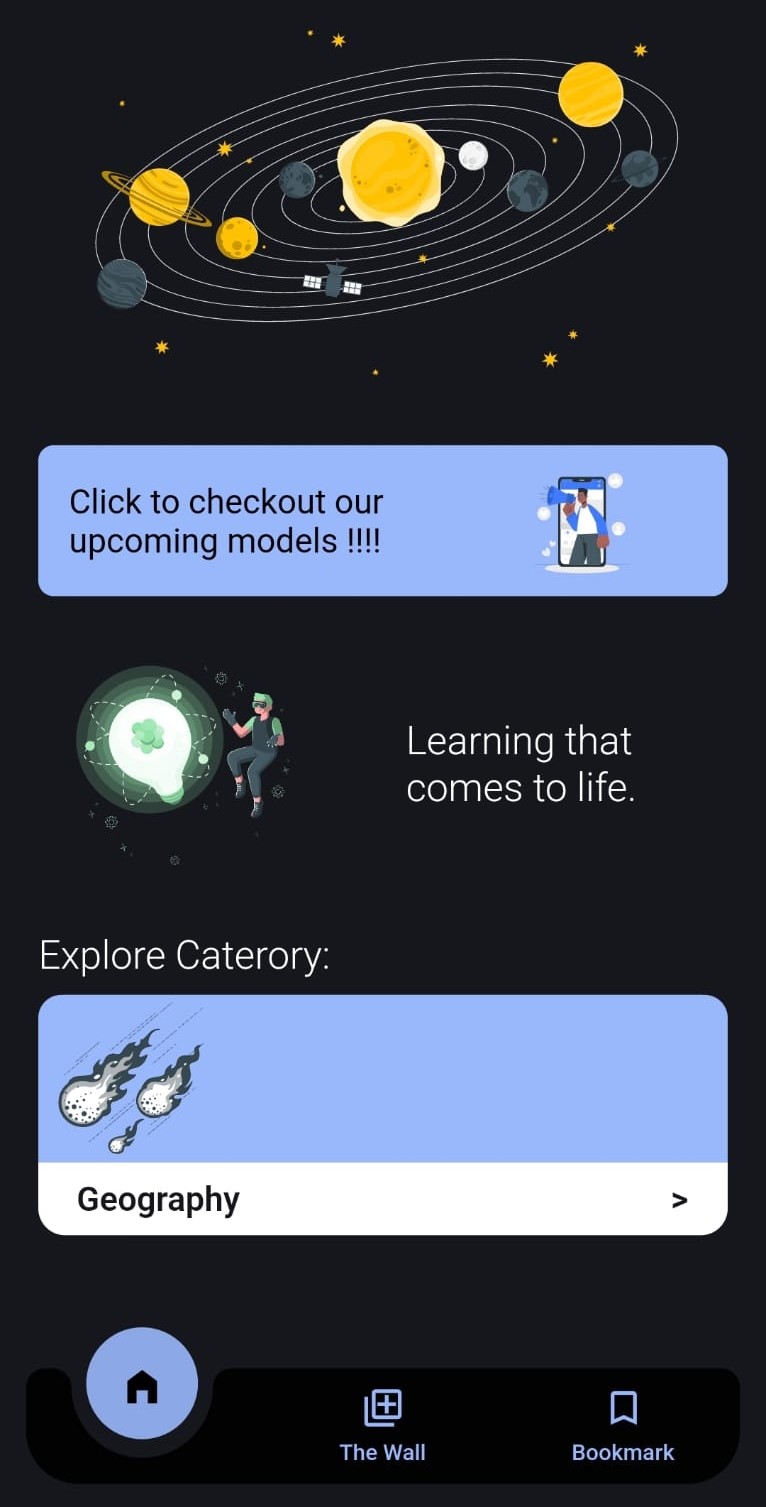 Click to checkout our
upcoming models !!!!
Learning that
comes to life.
Explore Caterory:
Geography >
The Wall
Bookmark